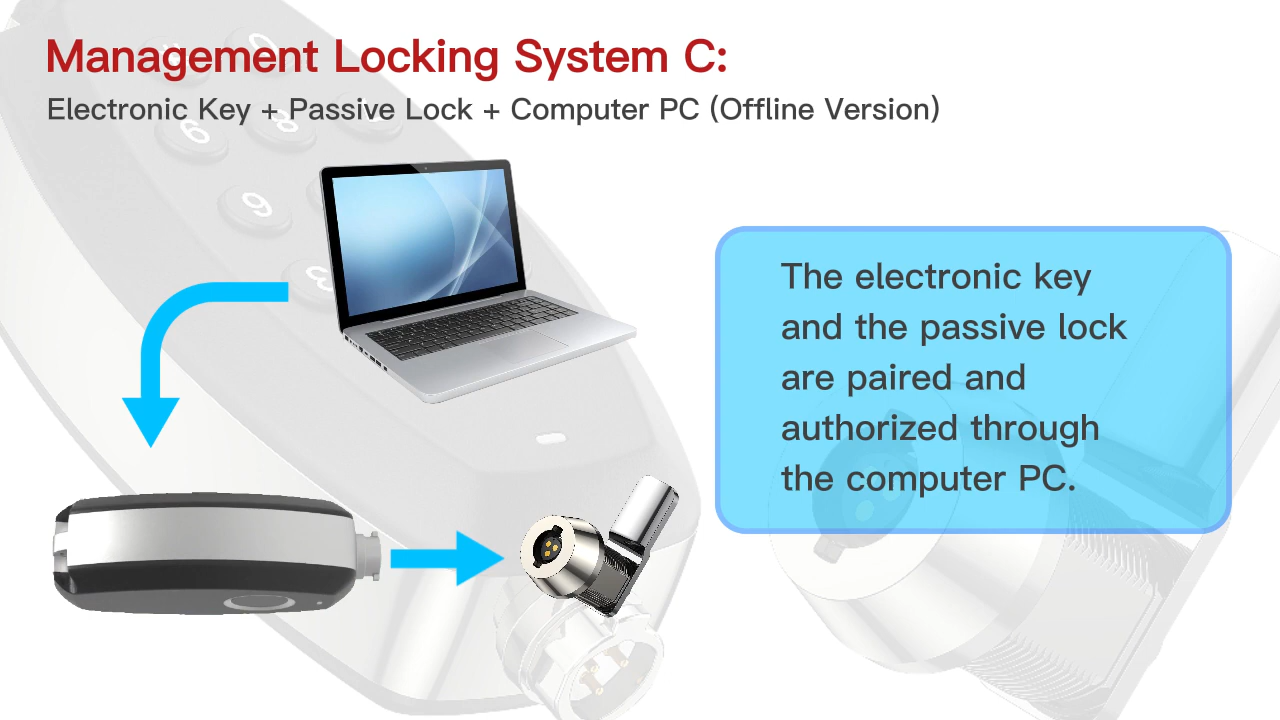 Management Locking System C:
Electronic Key + Passive Lock + Computer PC (Offline Version)
The electronic key
and the passive lock
are paired and
authorized through
the computer PC.